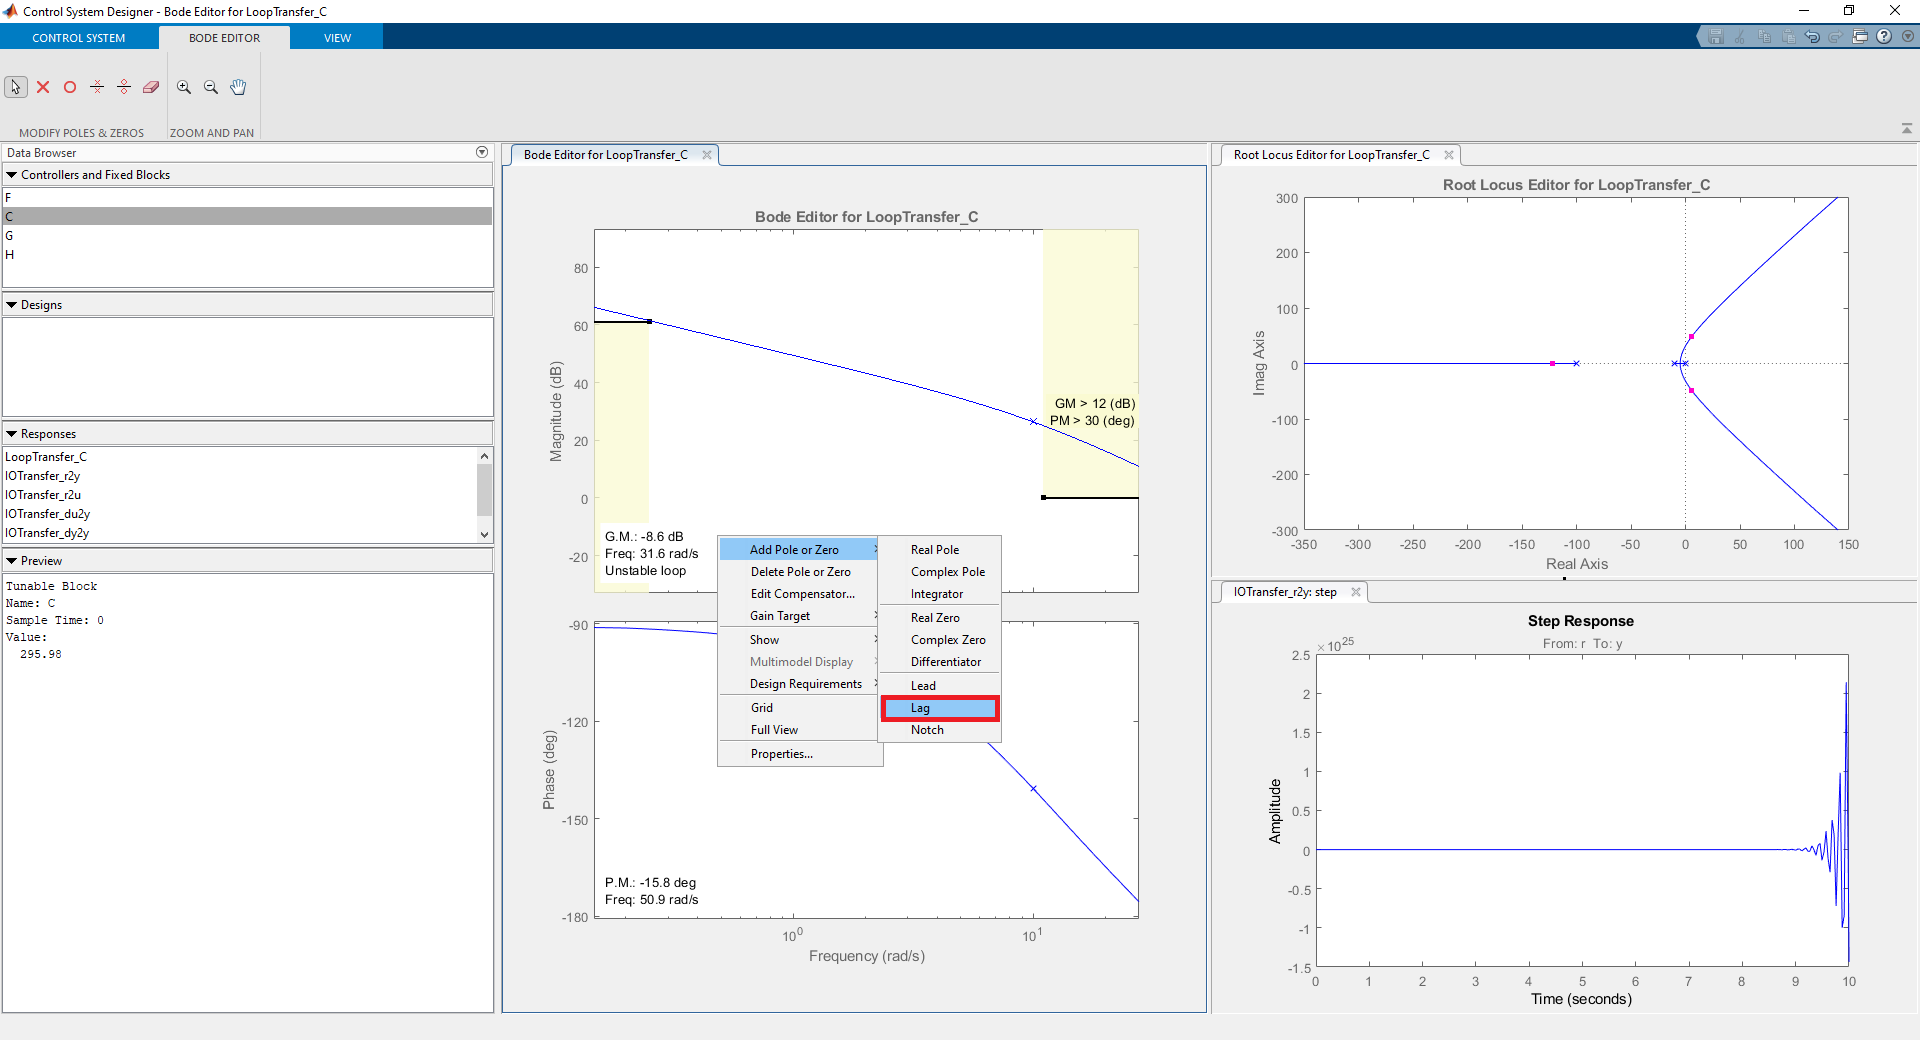 Control System Designer - Bode Editor for LoopTransfer_C
CONTROL SYSTEM
BODE EDITOR
VIEW
MODIFY POLES & ZEROS
ZOOM AND PAN
Data Browser
Controllers and Fixed Blocks
F
C
G
H
Designs
Responses
LoopTransfer_C
IOTransfer_r2y
IOTransfer_r2u
IOTransfer_du2y
IOTransfer_dy2y
Preview
Tunable Block
Name: C
Sample Time: 0
Value:
295.98
Bode Editor for LoopTransfer_C
Bode Editor for LoopTransfer_C
80
60
40
20
0
-20
Magnitude (dB)
GM > 12 (dB)
PM > 30 (deg)
G.M.: -8.6 dB
Freq: 31.6 rad/s
Unstable loop
Add Pole or Zero
Delete Pole or Zero
Edit Compensator...
Gain Target
Show
Multimodel Display
Design Requirements
Grid
Full View
Properties...
Real Pole
Complex Pole
Integrator
Real Zero
Complex Zero
Differentiator
Lead
Lag
Notch
-90
-120
-150
-180
Phase (deg)
P.M.: -15.8 deg
Freq: 50.9 rad/s
10^0
10^1
Frequency (rad/s)
Root Locus Editor for LoopTransfer_C
Root Locus Editor for LoopTransfer_C
300
200
100
0
-100
-200
-300
Imag Axis
-350 -300 -250 -200 -150 -100 -50 0 50 100 150
Real Axis
IOTransfer_r2y: step
Step Response
From: r To: y
×10^25
2.5
2
1.5
1
0.5
0
-0.5
-1
-1.5
Amplitude
0 1 2 3 4 5 6 7 8 9 10
Time (seconds)